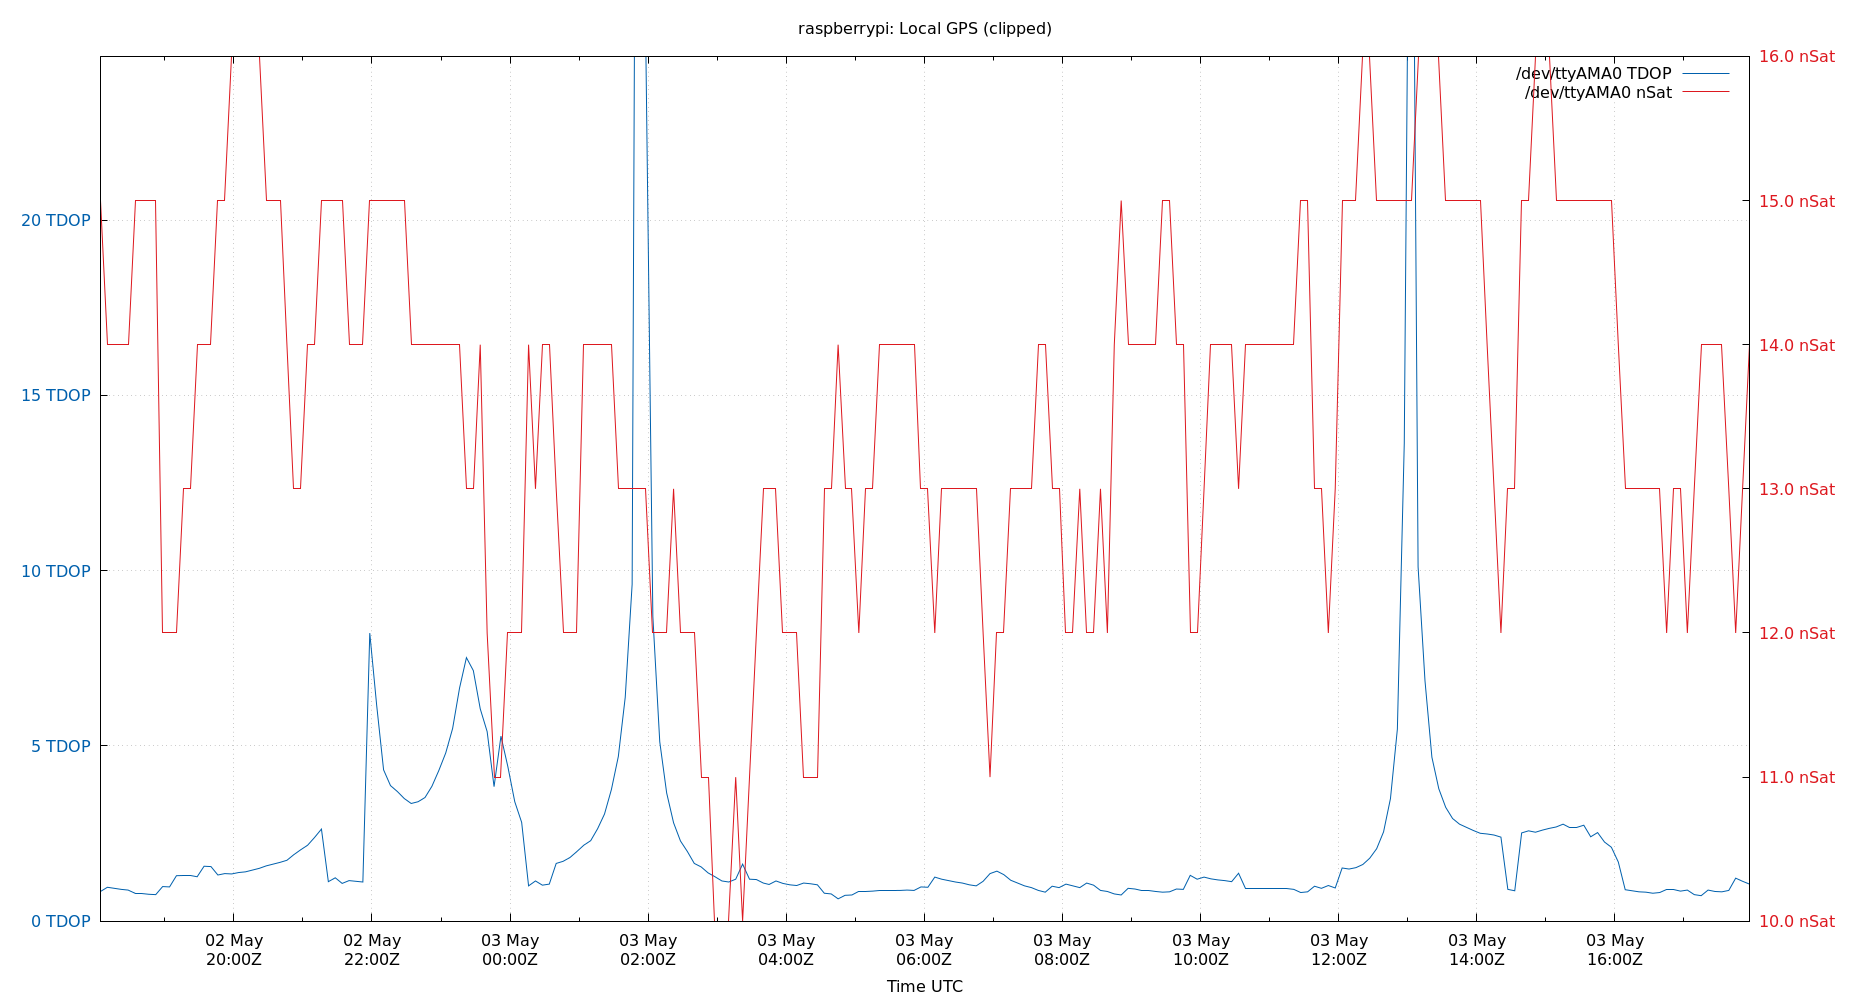 raspberrypi: Local GPS (clipped)
16.0 nSat
/dev/ttyAMA0 TDOP
/dev/ttyAMA0 nSat
15.0 nSat
20 TDOP
14.0 nSat
15 TDOP
13.0 nSat
10 TDOP
12.0 nSat
5 TDOP
11.0 nSat
0 TDOP
10.0 nSat
02 May
20:00Z
02 May
22:00Z
03 May
00:00Z
03 May
02:00Z
03 May
04:00Z
03 May
06:00Z
03 May
08:00Z
03 May
10:00Z
03 May
12:00Z
03 May
14:00Z
03 May
16:00Z
Time UTC